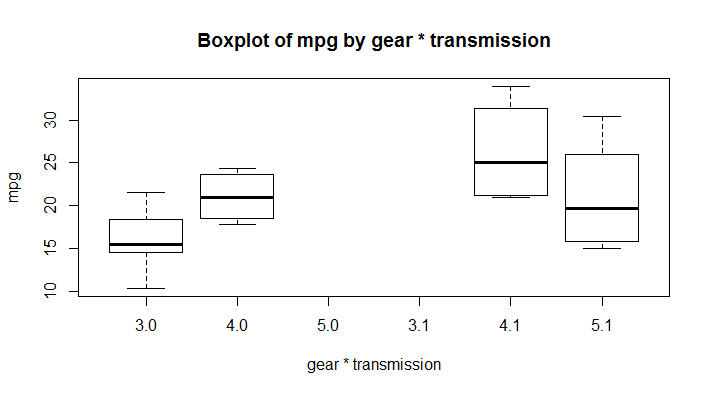 Boxplot of mpg by gear * transmission
mpg
30
25
20
15
10
3.0 4.0 5.0 3.1 4.1 5.1
gear * transmission